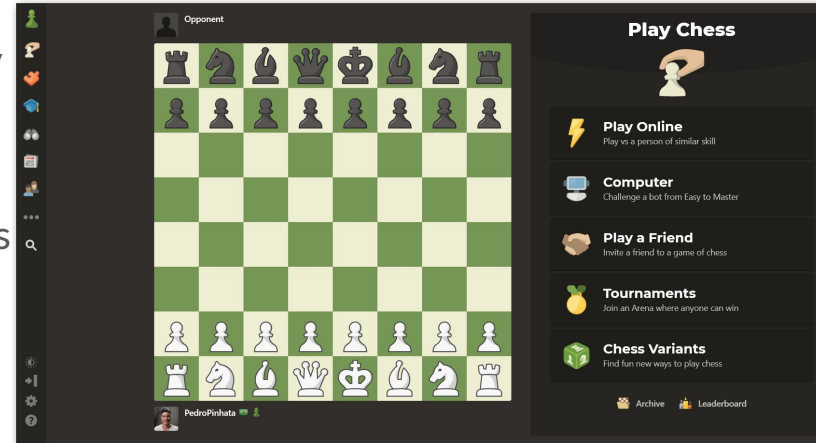 Opponent
PedroPinhata
Play Chess
Play Online
Play vs a person of similar skill
Computer
Challenge a bot from Easy to Master
Play a Friend
Invite a friend to a game of chess
Tournaments
Join an Arena where anyone can win
Chess Variants
Find fun new ways to play chess
Archive
Leaderboard